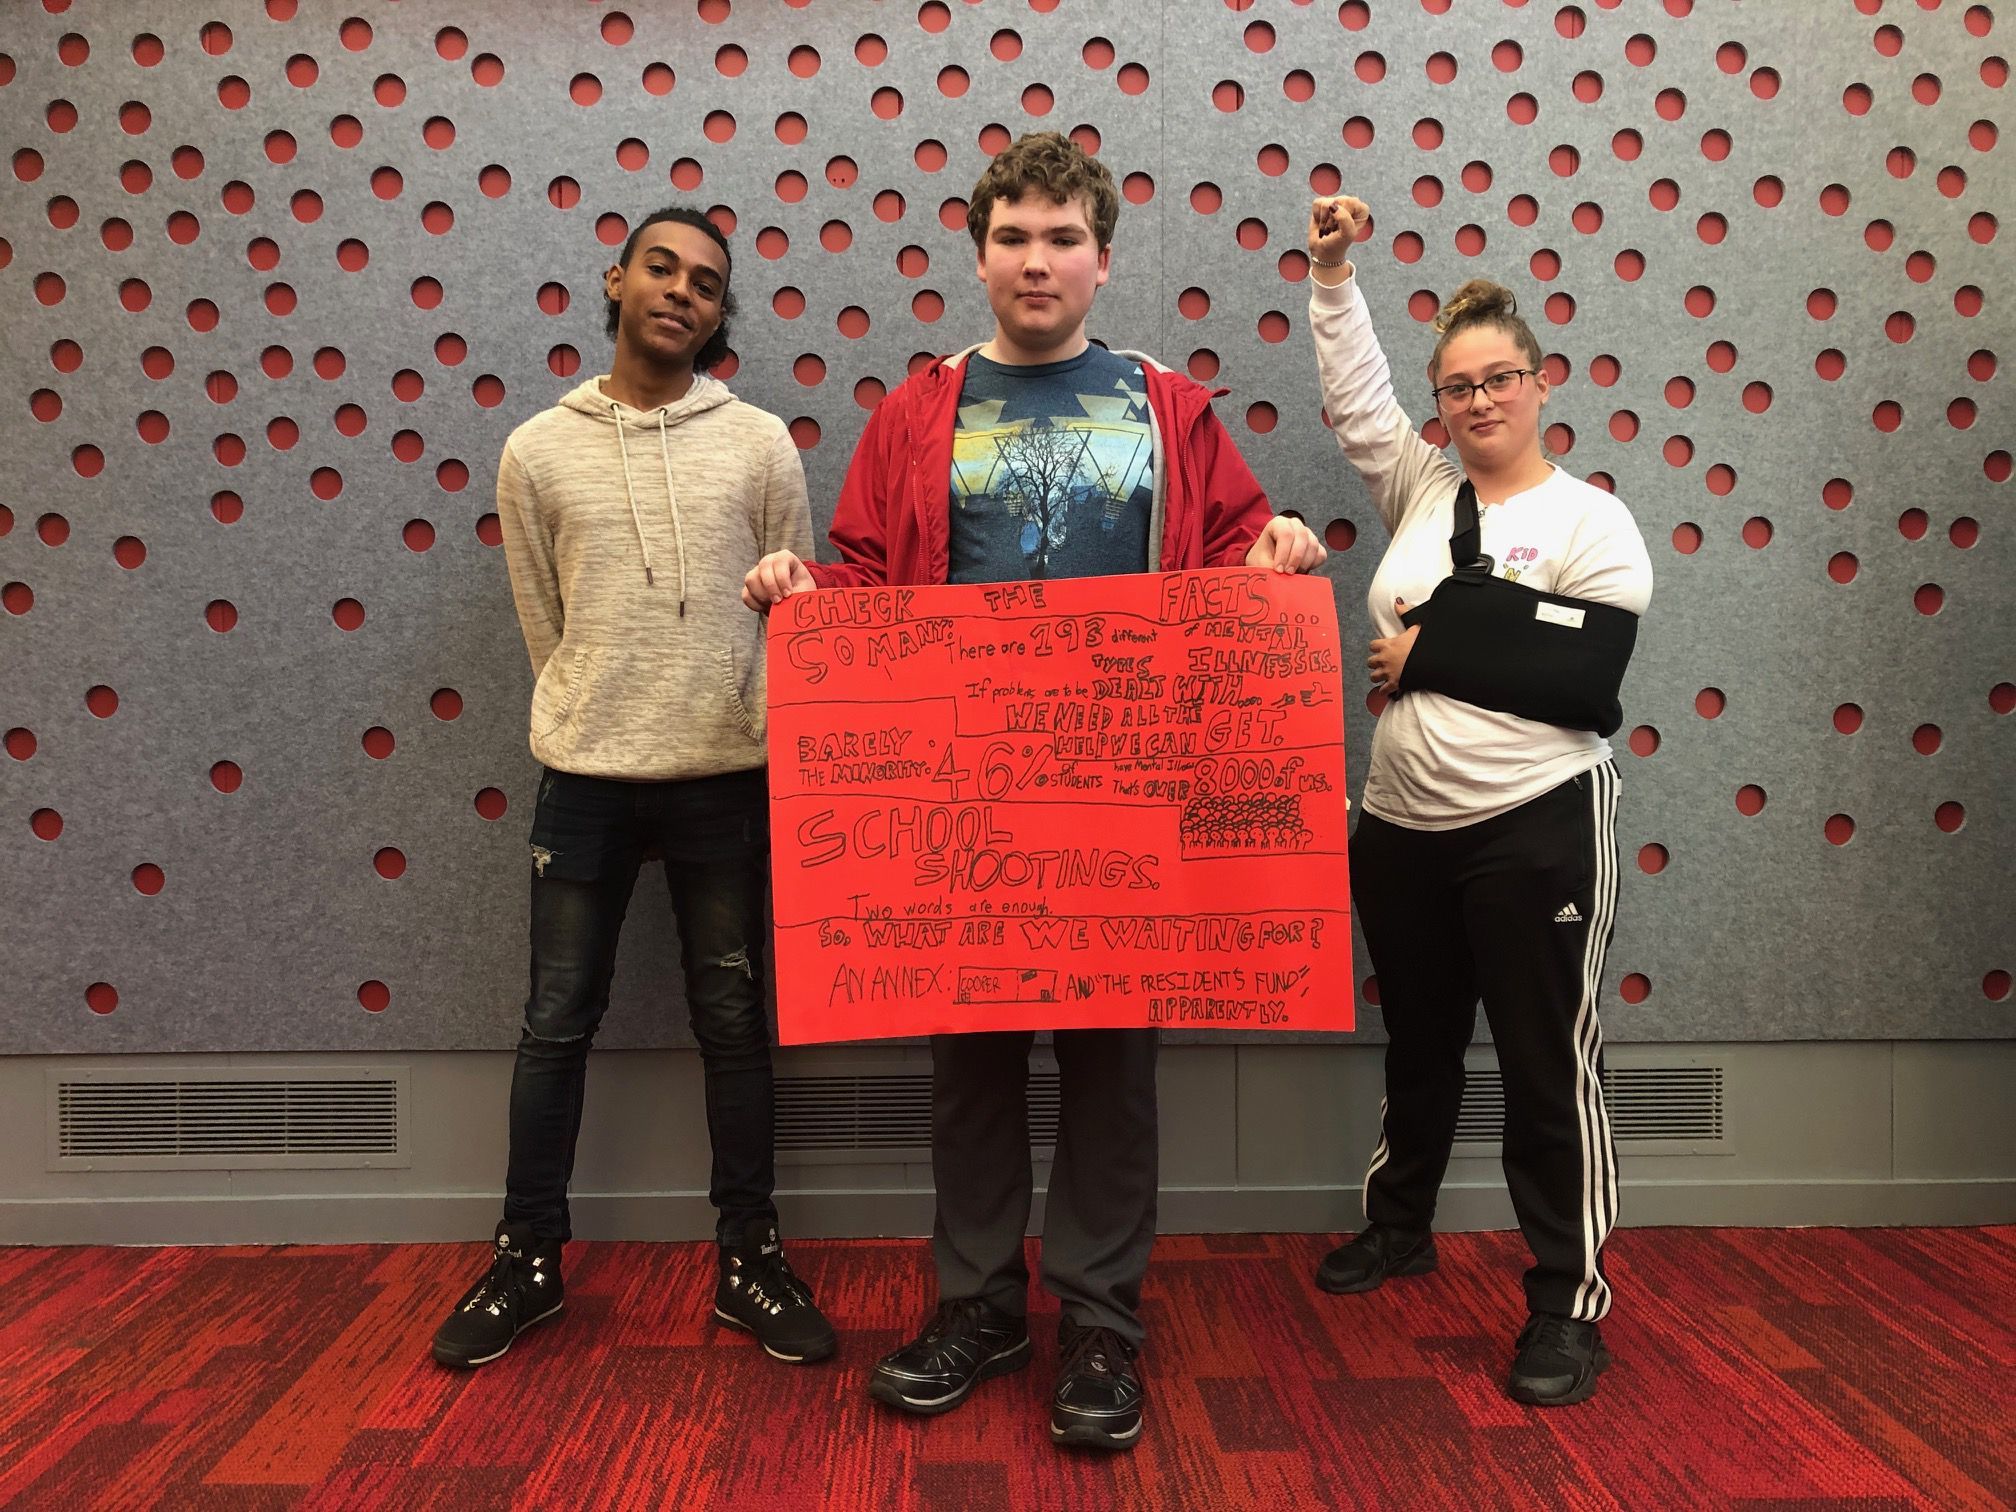 CHECK THE FACTS...
SO MANY: There are 193 different TYPES of MENTAL ILLNESSES.
If problems are to be DEALT WITH....
WE NEED ALL THE HELP WE CAN GET.
BARELY THE MINORITY: 46% of STUDENTS have Mental Illness That's OVER 8000 of us.
SCHOOL
SHOOTINGS.
Two words are enough.
So, WHAT ARE WE WAITING FOR?
AN ANNEX: COOPER AND "THE PRESIDENT'S FUND",
APPARENTLY.
KID
N
adidas